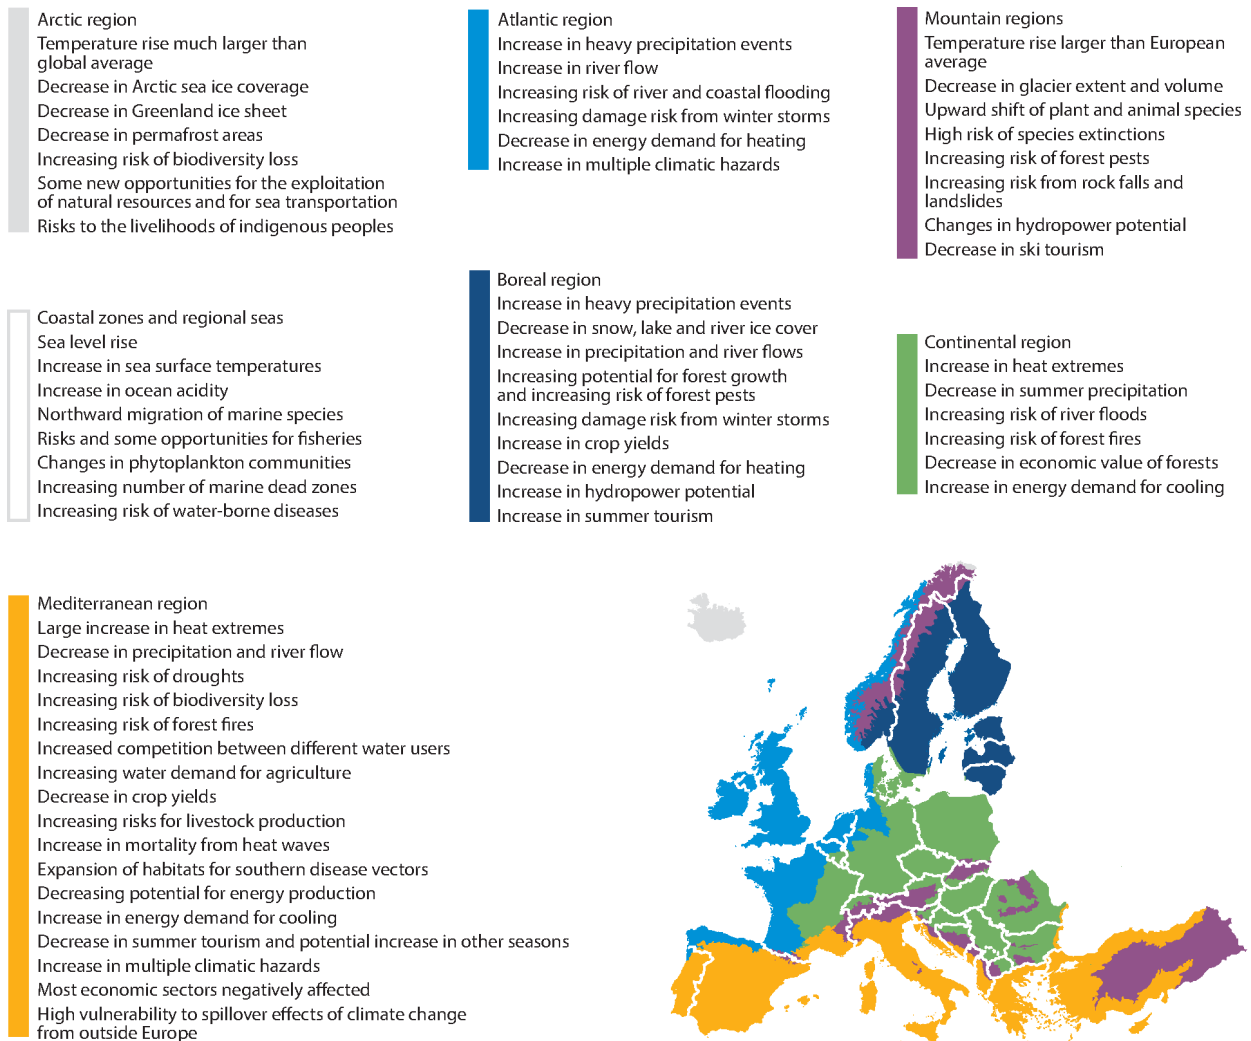 Arctic region
Temperature rise much larger than
global average
Decrease in Arctic sea ice coverage
Decrease in Greenland ice sheet
Decrease in permafrost areas
Increasing risk of biodiversity loss
Some new opportunities for the exploitation
of natural resources and for sea transportation
Risks to the livelihoods of indigenous peoples
Atlantic region
Increase in heavy precipitation events
Increase in river flow
Increasing risk of river and coastal flooding
Increasing damage risk from winter storms
Decrease in energy demand for heating
Increase in multiple climatic hazards
Mountain regions
Temperature rise larger than European
average
Decrease in glacier extent and volume
Upward shift of plant and animal species
High risk of species extinctions
Increasing risk of forest pests
Increasing risk from rock falls and
landslides
Changes in hydropower potential
Decrease in ski tourism
Coastal zones and regional seas
Sea level rise
Increase in sea surface temperatures
Increase in ocean acidity
Northward migration of marine species
Risks and some opportunities for fisheries
Changes in phytoplankton communities
Increasing number of marine dead zones
Increasing risk of water-borne diseases
Boreal region
Increase in heavy precipitation events
Decrease in snow, lake and river ice cover
Increase in precipitation and river flows
Increasing potential for forest growth
and increasing risk of forest pests
Increasing damage risk from winter storms
Increase in crop yields
Decrease in energy demand for heating
Increase in hydropower potential
Increase in summer tourism
Continental region
Increase in heat extremes
Decrease in summer precipitation
Increasing risk of river floods
Increasing risk of forest fires
Decrease in economic value of forests
Increase in energy demand for cooling
Mediterranean region
Large increase in heat extremes
Decrease in precipitation and river flow
Increasing risk of droughts
Increasing risk of biodiversity loss
Increasing risk of forest fires
Increased competition between different water users
Increasing water demand for agriculture
Decrease in crop yields
Increasing risks for livestock production
Increase in mortality from heat waves
Expansion of habitats for southern disease vectors
Decreasing potential for energy production
Increase in energy demand for cooling
Decrease in summer tourism and potential increase in other seasons
Increase in multiple climatic hazards
Most economic sectors negatively affected
High vulnerability to spillover effects of climate change
from outside Europe